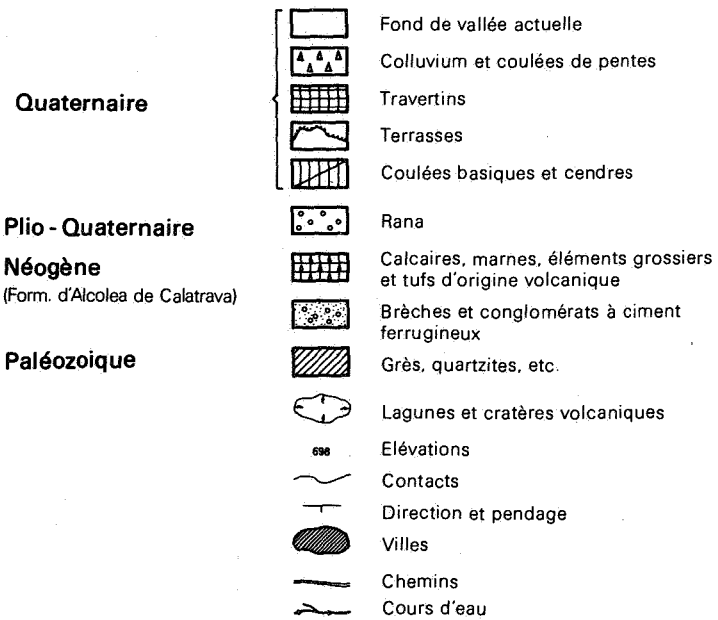 Fond de vallée actuelle
Colluvium et coulées de pentes
Quaternaire
Travertins
Terrasses
Coulées basiques et cendres
Plio - Quaternaire
Rana
Néogène
(Form. d'Alcolea de Calatrava)
Calcaires, marnes, éléments grossiers
et tufs d'origine volcanique
Brèches et conglomérats à ciment
ferrugineux
Paléozoique
Grès, quartzites, etc.
Lagunes et cratères volcaniques
698
Elévations
Contacts
Direction et pendage
Villes
Chemins
Cours d'eau